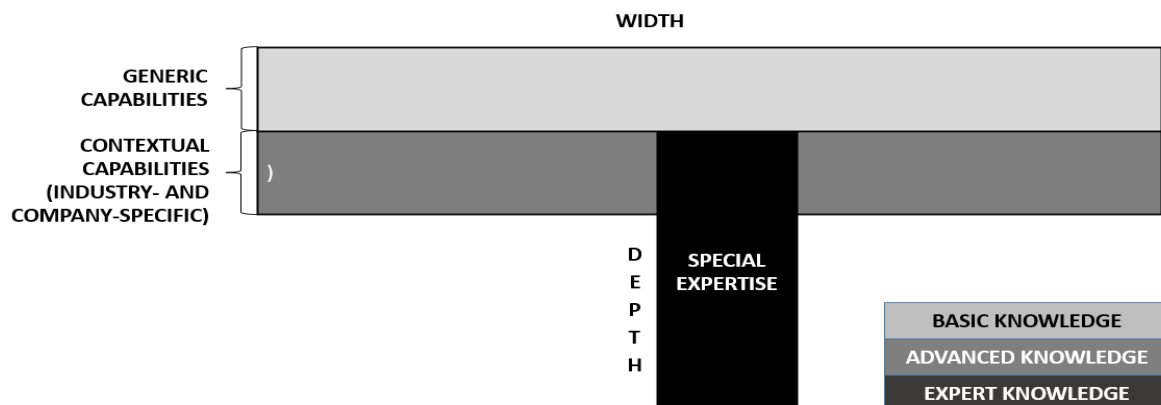 WIDTH
GENERIC
CAPABILITIES
CONTEXTUAL
CAPABILITIES
(INDUSTRY- AND
COMPANY-SPECIFIC)
)
D
E
P
T
H
SPECIAL
EXPERTISE
BASIC KNOWLEDGE
ADVANCED KNOWLEDGE
EXPERT KNOWLEDGE